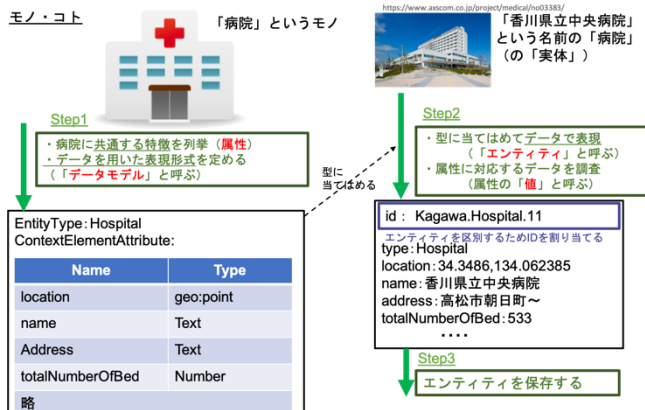 モノ・コト
「病院」というモノ
https://www.axscom.co.jp/project/medical/no03383/
「香川県立中央病院」
という名前の「病院」
（の「実体」）
Step1
・病院に共通する特徴を列挙（属性）
・データを用いた表現形式を定める
（「データモデル」と呼ぶ）
Step2
・型に当てはめてデータで表現
（「エンティティ」と呼ぶ）
・属性に対応するデータを調査
（属性の「値」と呼ぶ）
型に
当てはめる
EntityType：Hospital
ContextElementAttribute:
Name Type
location geo:point
name Text
Address Text
totalNumberOfBed Number
略
id： Kagawa.Hospital.11
エンティティを区別するためIDを割り当てる
type：Hospital
location：34.3486,134.062385
name：香川県立中央病院
address：高松市朝日町～
totalNumberOfBed：533
‥‥
Step3
エンティティを保存する